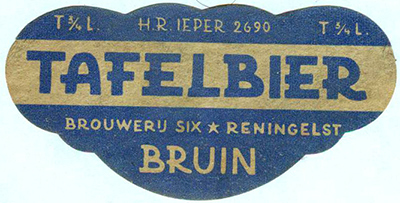 T ¾ L. H.R. IEPER 2690 T ¾ L.
TAFELBIER
BROUWERIJ SIX ★ RENINGELST
BRUIN